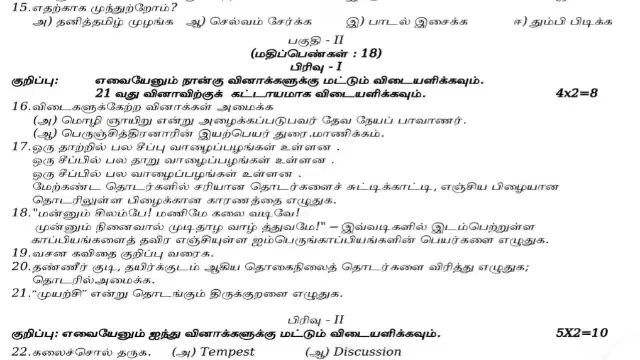 15.எதற்காக முந்துற்றோம்?
அ) தனித்தமிழ் முழங்க ஆ) செல்வம் சேர்க்க இ) பாடல் இசைக்க ஈ) தும்பி பிடிக்க
பகுதி - II
(மதிப்பெண்கள் : 18)
பிரிவு - I
குறிப்பு: எவையேனும் நான்கு வினாக்களுக்கு மட்டும் விடையளிக்கவும்.
21 வது வினாவிற்குக் கட்டாயமாக விடையளிக்கவும். 4x2=8
16.விடைகளுக்கேற்ற வினாக்கள் அமைக்க
(அ) மொழி ஞாயிறு என்று அழைக்கப்படுபவர் தேவ நேயப் பாவாணர்.
(ஆ) பெருஞ்சித்திரனாரின் இயற்பெயர் துரை.மாணிக்கம்.
17.ஒரு தாற்றில் பல சீப்பு வாழைப்பழங்கள் உள்ளன .
ஒரு சீப்பில் பல தாறு வாழைப்பழங்கள் உள்ளன .
ஒரு சீப்பில் பல வாழைப்பழங்கள் உள்ளன .
மேற்கண்ட தொடர்களில் சரியான தொடர்களைச் சுட்டிக்காட்டி, எஞ்சிய பிழையான
தொடரிலுள்ள பிழைக்கான காரணத்தை எழுதுக.
18."மன்னும் சிலம்பே! மணிமே கலை வடிவே!
முன்னும் நினைவால் முடிதாழ வாழ் த்துவமே!" – இவ்வடிகளில் இடம்பெற்றுள்ள
காப்பியங்களைத் தவிர எஞ்சியுள்ள ஐம்பெருங்காப்பியங்களின் பெயர்களை எழுதுக.
19.வசன கவிதை குறிப்பு வரைக.
20.தண்ணீர் குடி, தயிர்க்குடம் ஆகிய தொகைநிலைத் தொடர்களை விரித்து எழுதுக;
தொடரில்அமைக்க.
21.“முயற்சி” என்று தொடங்கும் திருக்குறளை எழுதுக.
பிரிவு - II
குறிப்பு: எவையேனும் ஐந்து வினாக்களுக்கு மட்டும் விடையளிக்கவும். 5X2=10
22.கலைச்சொல் தருக. (அ) Tempest (ஆ) Discussion